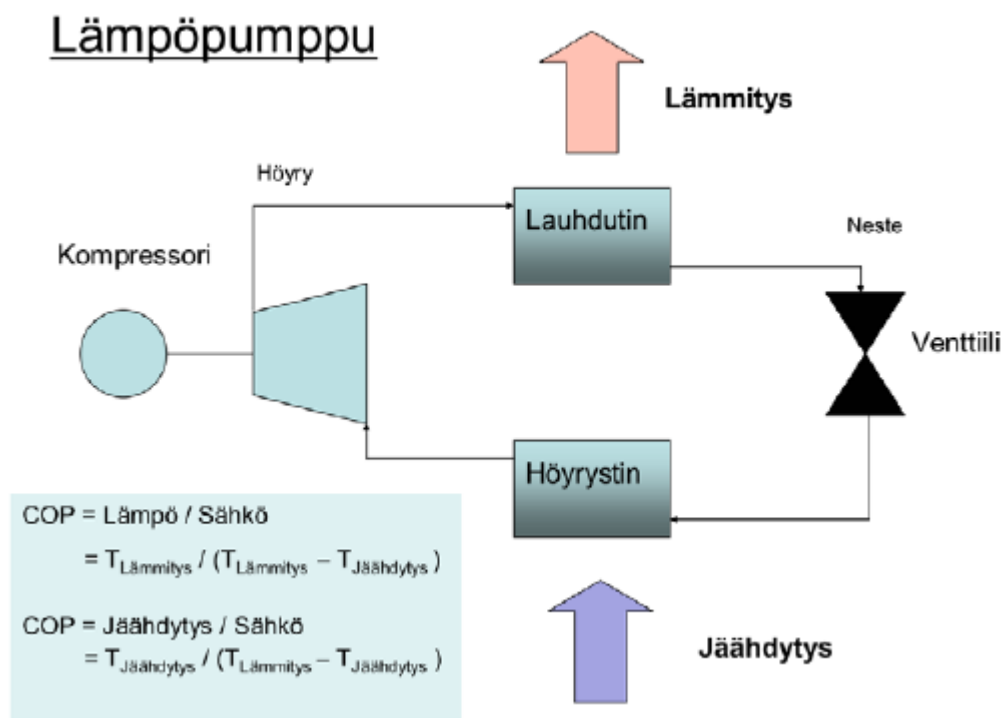 Lämpöpumppu
Lämmitys
Höyry
Lauhdutin
Neste
Kompressori
Venttiili
Höyrystin
COP = Lämpö / Sähkö
= TLämmitys / (TLämmitys – TJäähdytys )
COP = Jäähdytys / Sähkö
= TJäähdytys / (TLämmitys – TJäähdytys )
Jäähdytys